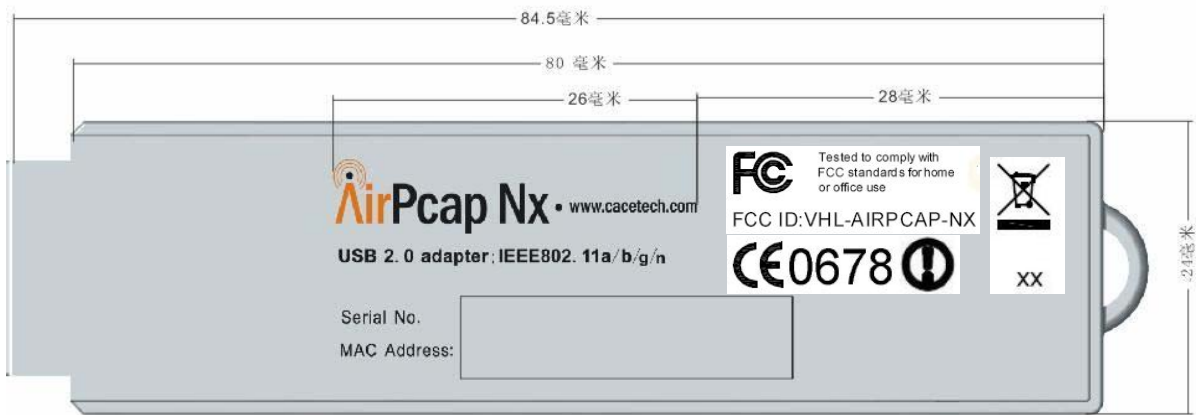 84.5毫米
80 毫米
26毫米
28毫米
AirPcap Nx • www.cacetech.com
USB 2.0 adapter; IEEE802. 11a/b/g/n
Serial No.
MAC Address:
FC
Tested to comply with
FCC standards for home
or office use
FCC ID:VHL-AIRPCAP-NX
CE0678
XX
24毫米